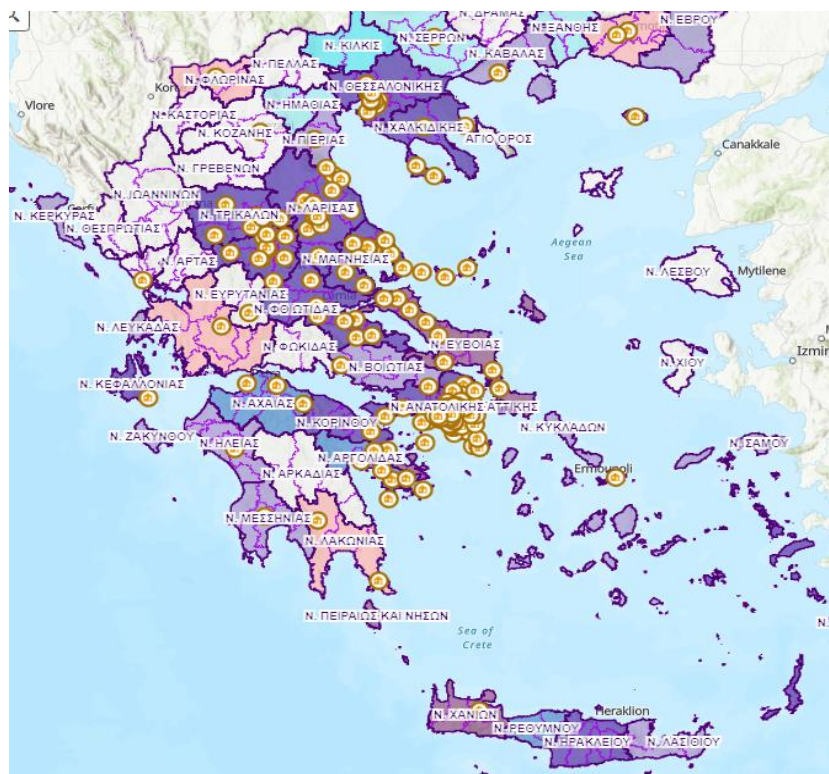 Ν. ΔΡΑΜΑΣ
Ν. ΕΒΡΟΥ
Ν. ΞΑΝΘΗΣ
Ν. ΣΕΡΡΩΝ
Ν. ΚΙΛΚΙΣ
Ν. ΚΑΒΑΛΑΣ
Ν. ΠΕΛΛΑΣ
Ν. ΦΛΩΡΙΝΑΣ
Ν. ΘΕΣΣΑΛΟΝΙΚΗΣ
Vlore
Ν. ΗΜΑΘΙΑΣ
Ν. ΚΑΣΤΟΡΙΑΣ
Ν. ΚΟΖΑΝΗΣ
Ν. ΧΑΛΚΙΔΙΚΗΣ
ΑΓΙΟ ΟΡΟΣ
Ν. ΠΙΕΡΙΑΣ
Canakkale
Ν. ΓΡΕΒΕΝΩΝ
Ν. ΙΩΑΝΝΙΝΩΝ
Ν. ΚΕΡΚΥΡΑΣ
Ν. ΤΡΙΚΑΛΩΝ
Ν. ΛΑΡΙΣΑΣ
Ν. ΘΕΣΠΡΩΤΙΑΣ
Aegean
Sea
Ν. ΑΡΤΑΣ
Ν. ΜΑΓΝΗΣΙΑΣ
Ν. ΛΕΣΒΟΥ
Mytilene
Ν. ΕΥΡΥΤΑΝΙΑΣ
Ν. ΦΘΙΩΤΙΔΑΣ
Ν. ΛΕΥΚΑΔΑΣ
Ν. ΦΩΚΙΔΑΣ
Ν. ΕΥΒΟΙΑΣ
Izmir
Ν. ΧΙΟΥ
Ν. ΒΟΙΩΤΙΑΣ
Ν. ΚΕΦΑΛΛΟΝΙΑΣ
Ν. ΑΧΑΙΑΣ
Ν. ΑΝΑΤΟΛΙΚΗΣ ΑΤΤΙΚΗΣ
Ν. ΚΟΡΙΝΘΟΥ
Ν. ΚΥΚΛΑΔΩΝ
Ν. ΖΑΚΥΝΘΟΥ
Ν. ΗΛΕΙΑΣ
Ν. ΣΑΜΟΥ
Ν. ΑΡΓΟΛΙΔΑΣ
Ν. ΑΡΚΑΔΙΑΣ
Ermoupoli
Ν. ΜΕΣΣΗΝΙΑΣ
Ν. ΛΑΚΩΝΙΑΣ
Ν. ΠΕΙΡΑΙΩΣ ΚΑΙ ΝΗΣΩΝ
Sea of
Crete
Heraklion
Ν. ΧΑΝΙΩΝ
Ν. ΡΕΘΥΜΝΟΥ
Ν. ΗΡΑΚΛΕΙΟΥ
Ν. ΛΑΣΙΘΙΟΥ